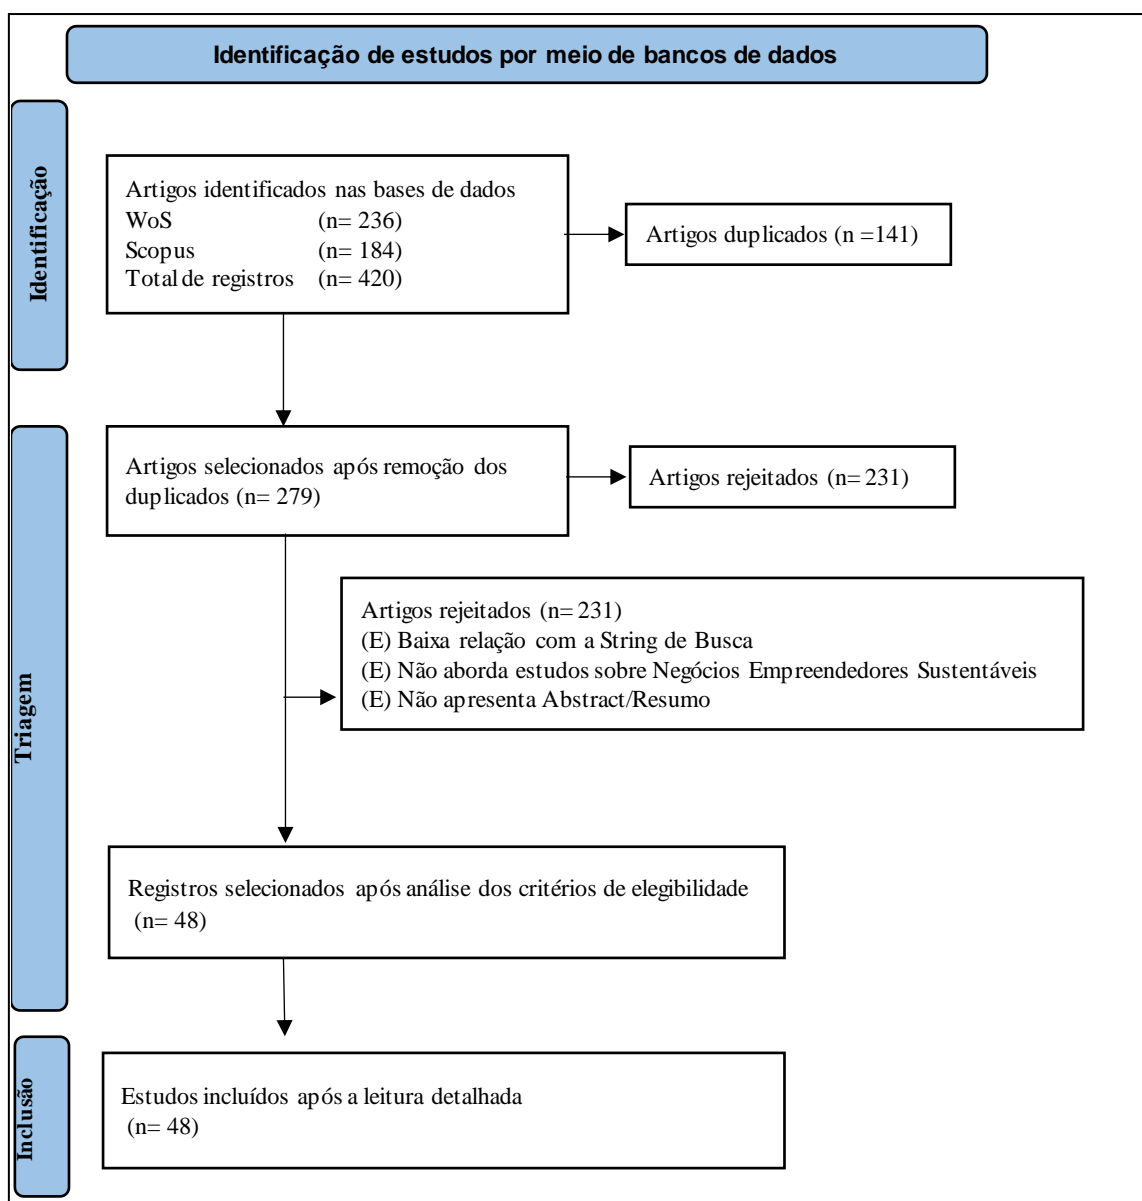 Identificação de estudos por meio de bancos de dados
Identificação
Artigos identificados nas bases de dados
WoS (n= 236)
Scopus (n= 184)
Total de registros (n= 420)
Artigos duplicados (n =141)
Triagem
Artigos selecionados após remoção dos
duplicados (n= 279)
Artigos rejeitados (n= 231)
Artigos rejeitados (n= 231)
(E) Baixa relação com a String de Busca
(E) Não aborda estudos sobre Negócios Empreendedores Sustentáveis
(E) Não apresenta Abstract/Resumo
Registros selecionados após análise dos critérios de elegibilidade
(n= 48)
Inclusão
Estudos incluídos após a leitura detalhada
(n= 48)